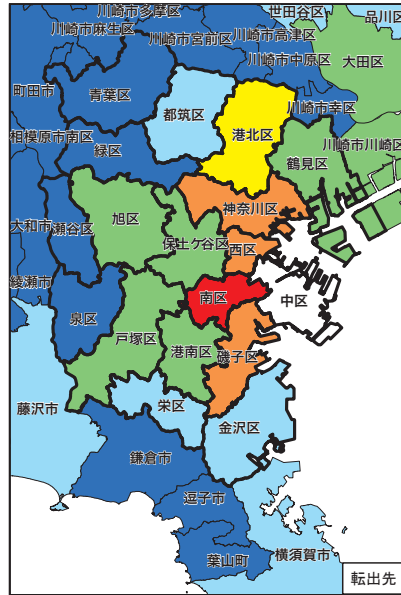 川崎市多摩区
世田谷区
品川区
川崎市麻生区
川崎市宮前区
川崎市高津区
川崎市中原区
大田区
町田市
青葉区
都筑区
港北区
川崎市幸区
相模原市南区
緑区
鶴見区
川崎市川崎区
大和市
瀬谷区
旭区
神奈川区
保土ケ谷区
西区
綾瀬市
泉区
南区
中区
戸塚区
港南区
磯子区
藤沢市
栄区
金沢区
鎌倉市
逗子市
葉山町
横須賀市
転出先